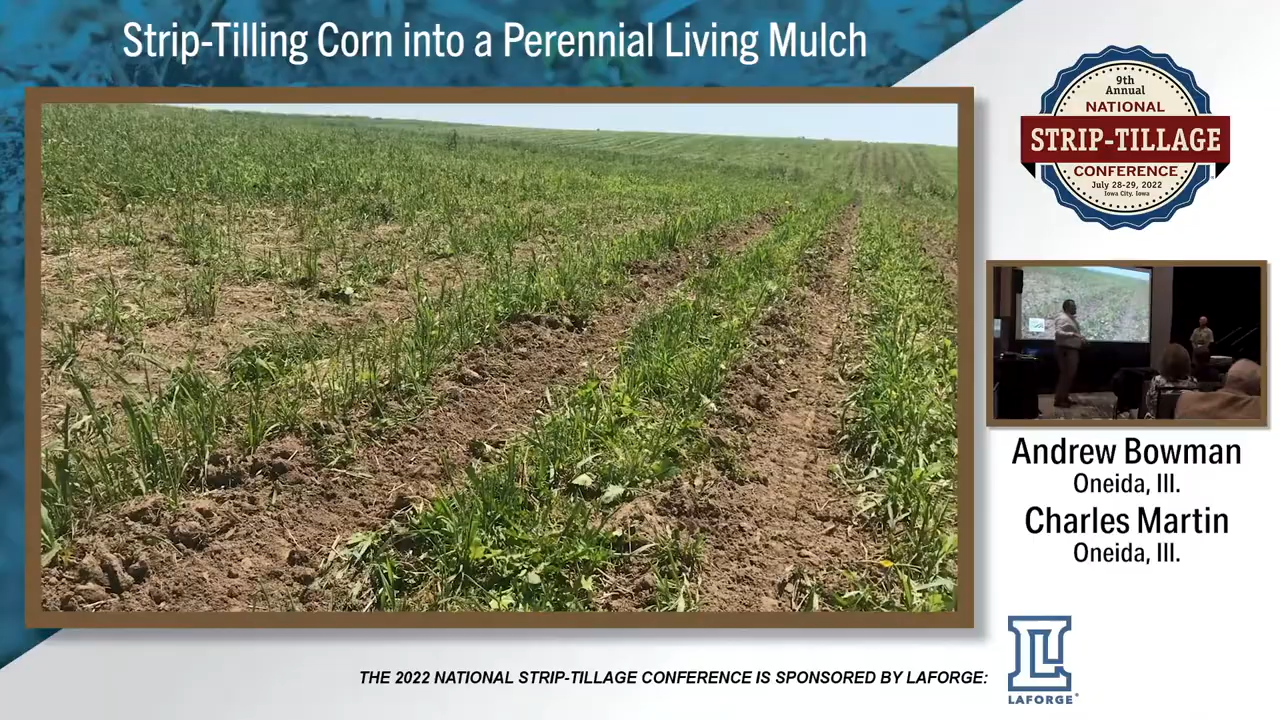 Strip-Tilling Corn into a Perennial Living Mulch
9th
Annual
NATIONAL
STRIP-TILLAGE
CONFERENCE
July 28-29, 2022
Iowa City, Iowa
Andrew Bowman
Oneida, Ill.
Charles Martin
Oneida, Ill.
THE 2022 NATIONAL STRIP-TILLAGE CONFERENCE IS SPONSORED BY LAFORGE:
LAFORGE®